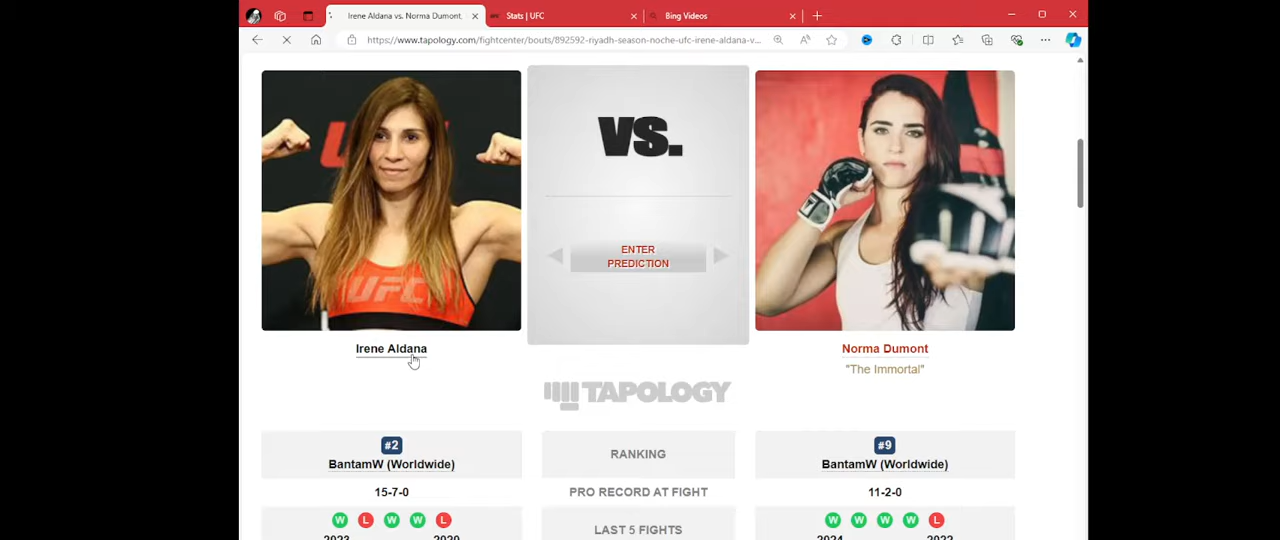 Irene Aldana vs. Norma Dumont,
Stats | UFC
Bing Videos
https://www.tapology.com/fightcenter/bouts/892592-riyadh-season-noche-ufc-irene-aldana-v...
UFC
VS.
ENTER
PREDICTION
Irene Aldana
Norma Dumont
"The Immortal"
TAPOLOGY
#2
BantamW (Worldwide)
RANKING
#9
BantamW (Worldwide)
15-7-0
PRO RECORD AT FIGHT
11-2-0
W L W W L
LAST 5 FIGHTS
W W W W L
2023 2020
2024 2022